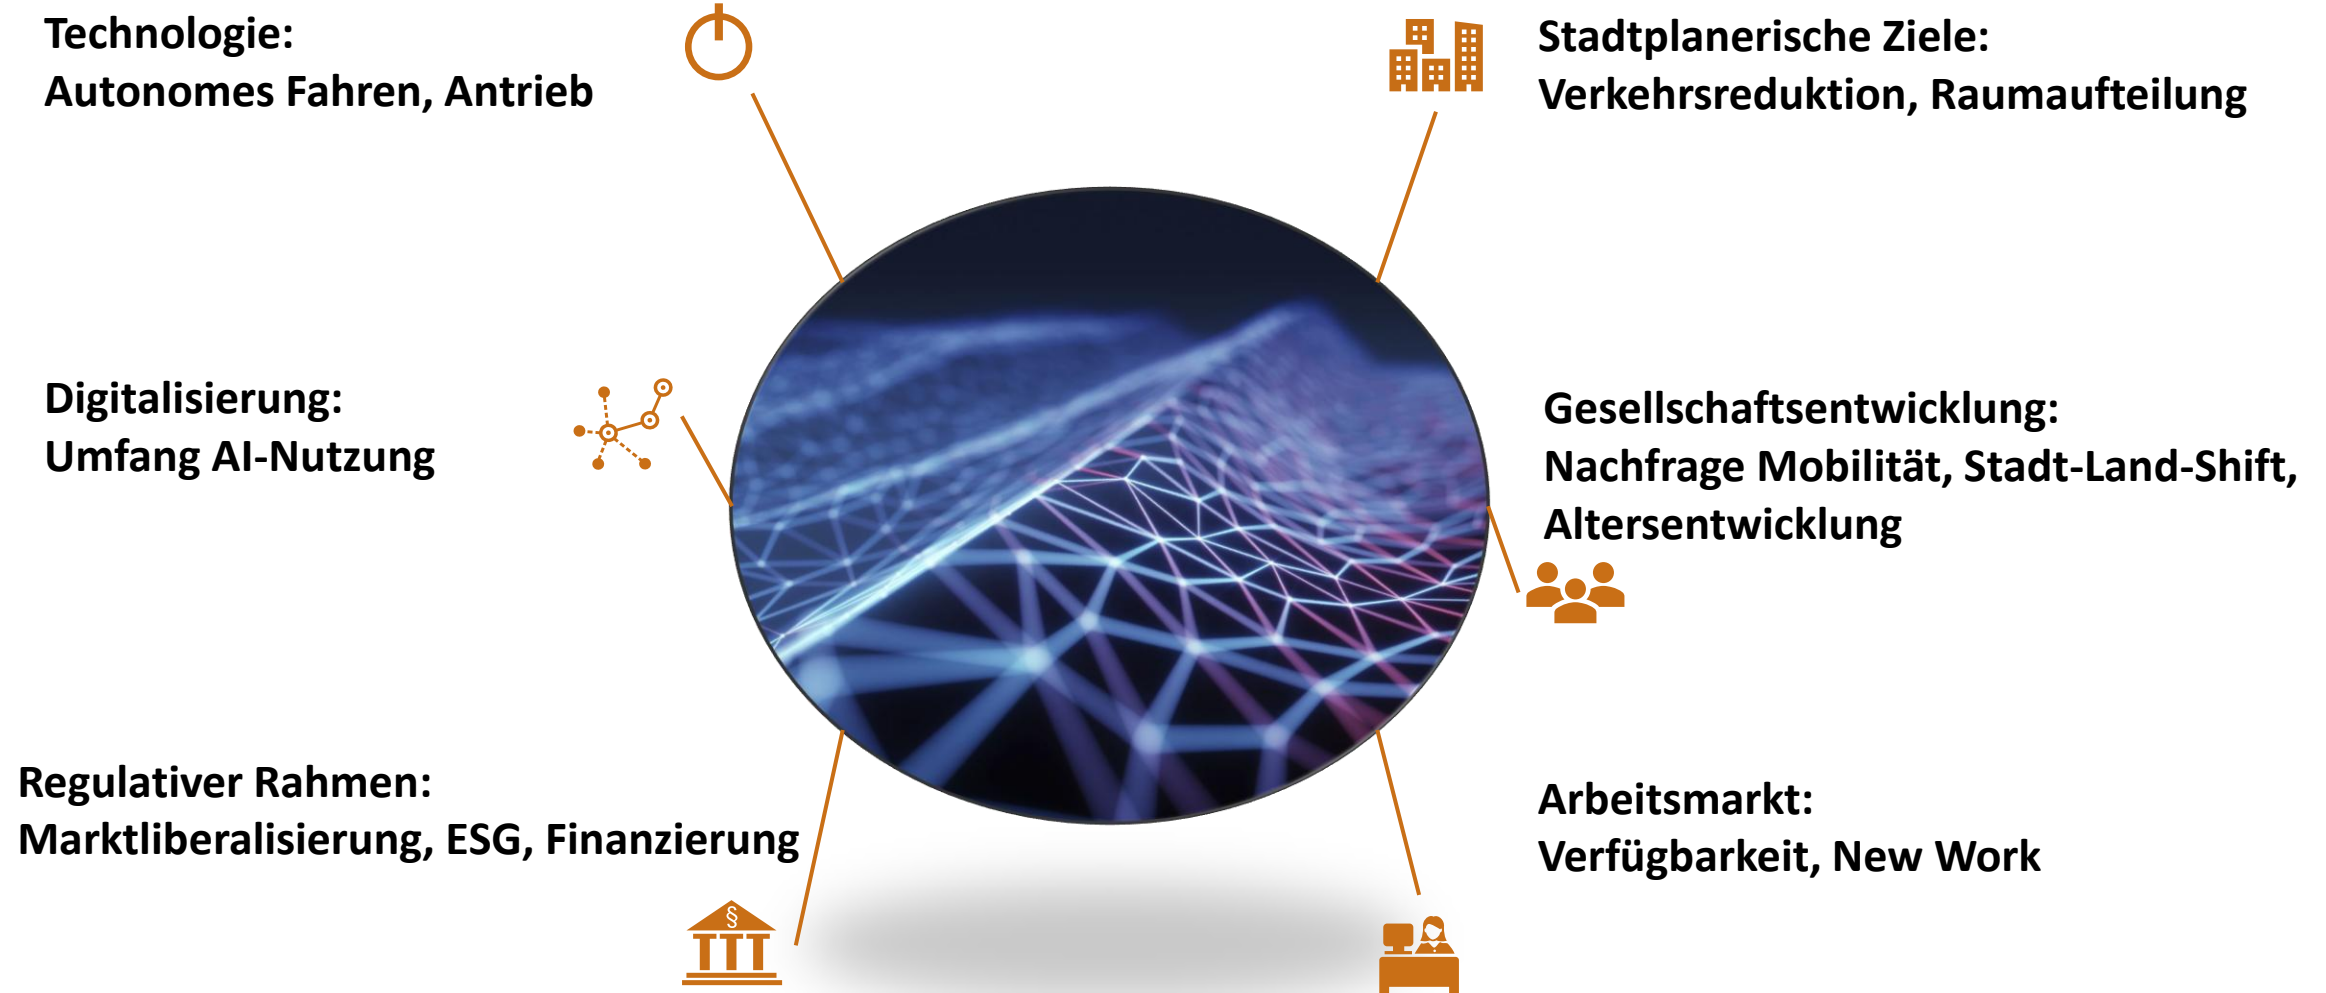 Technologie:
Autonomes Fahren, Antrieb
Stadtplanerische Ziele:
Verkehrsreduktion, Raumaufteilung
Digitalisierung:
Umfang AI-Nutzung
Gesellschaftsentwicklung:
Nachfrage Mobilität, Stadt-Land-Shift,
Altersentwicklung
Regulativer Rahmen:
Marktliberalisierung, ESG, Finanzierung
§
Arbeitsmarkt:
Verfügbarkeit, New Work